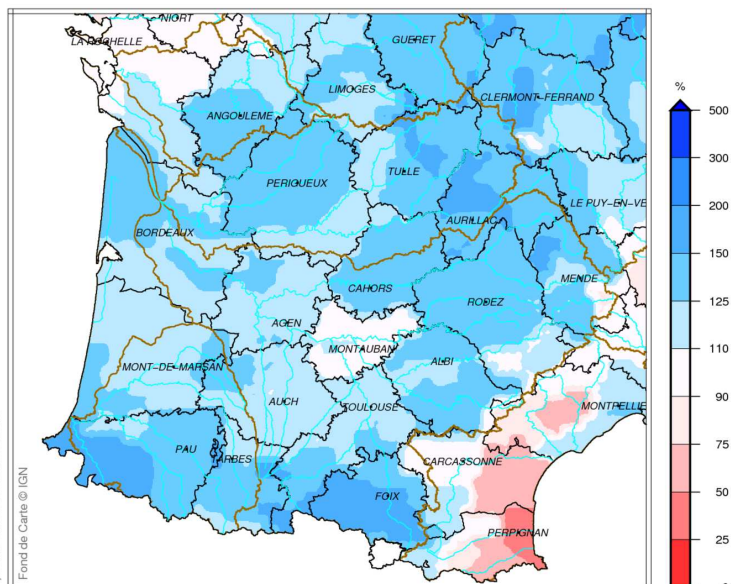 NIORT
LA ROCHELLE
GUERET
%
500
LIMOGES
CLERMONT-FERRAND
ANGOULEME
300
TULLE
PERIGUEUX
200
LE PUY-EN-VE
AURILLAC
BORDEAUX
150
MENDE
CAHORS
RODEZ
125
AGEN
MONTAUBAN
110
ALBI
MONT-DE-MARSAN
90
AUCH
TOULOUSE
MONTPELLIE
75
PAU
TARBES
CARCASSONNE
50
FOIX
25
PERPIGNAN
Fond de Carte © IGN